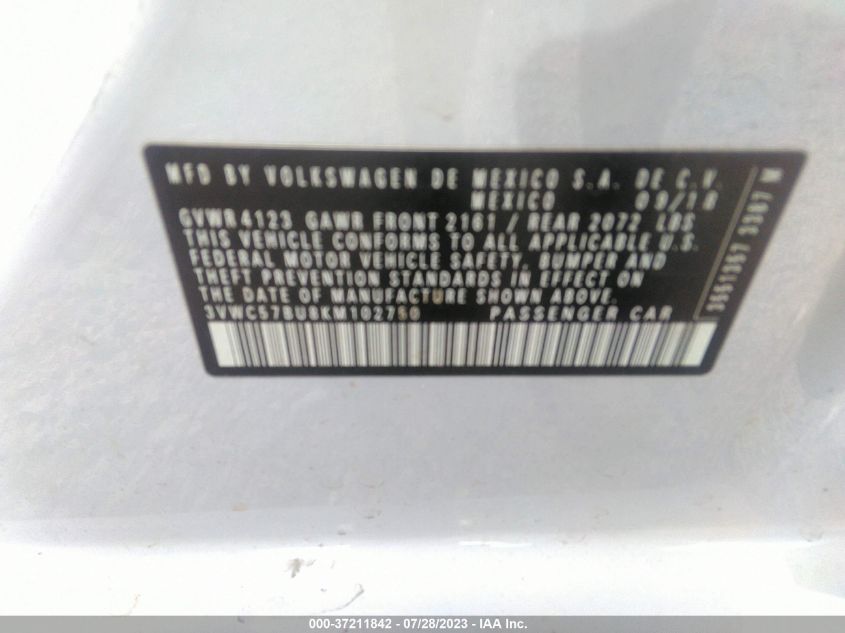 MFD BY VOLKSWAGEN DE MEXICO S.A. DE C.V.
MEXICO 09/18
GVWR 4123 GAWR FRONT 2161 / REAR 2072 LBS
THIS VEHICLE CONFORMS TO ALL APPLICABLE U.S.
FEDERAL MOTOR VEHICLE SAFETY, BUMPER AND
THEFT PREVENTION STANDARDS IN EFFECT ON
THE DATE OF MANUFACTURE SHOWN ABOVE.
PASSENGER CAR
000-37211842 - 07/28/2023 - IAA Inc.